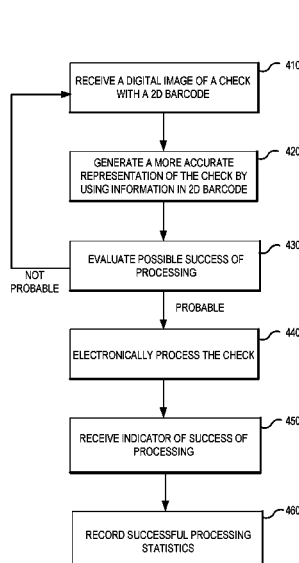 410
RECEIVE A DIGITAL IMAGE OF A CHECK
WITH A 2D BARCODE
420
GENERATE A MORE ACCURATE
REPRESENTATION OF THE CHECK BY
USING INFORMATION IN 2D BARCODE
430
EVALUATE POSSIBLE SUCCESS OF
PROCESSING
NOT
PROBABLE
PROBABLE
440
ELECTRONICALLY PROCESS THE CHECK
450
RECEIVE INDICATOR OF SUCCESS OF
PROCESSING
460
RECORD SUCCESSFUL PROCESSING
STATISTICS